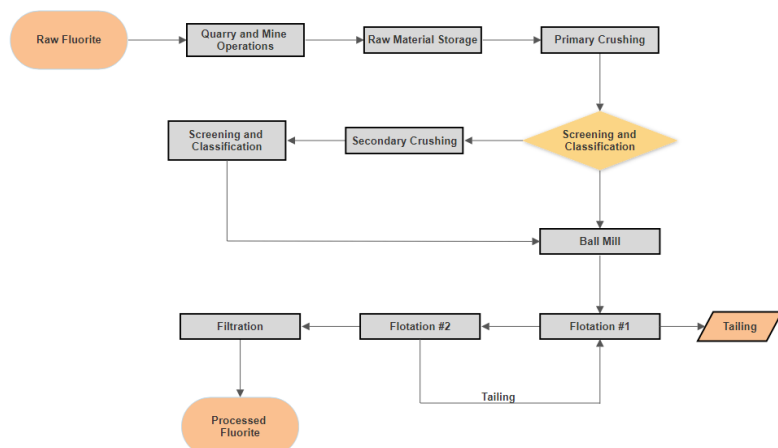 Raw Fluorite
Quarry and Mine
Operations
Raw Material Storage
Primary Crushing
Screening and
Classification
Secondary Crushing
Screening and
Classification
Ball Mill
Filtration
Flotation #2
Flotation #1
Tailing
Tailing
Processed
Fluorite